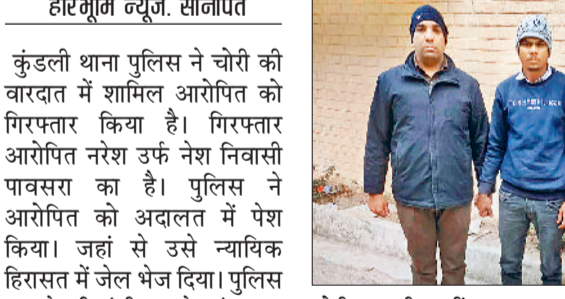 हरिभूमि न्यूज. सोनीपत
कुंडली थाना पुलिस ने चोरी की
वारदात में शामिल आरोपित को
गिरफ्तार किया है। गिरफ्तार
आरोपित नरेश उर्फ नेश निवासी
पावसरा का है। पुलिस ने
आरोपित को अदालत में पेश
किया। जहां से उसे न्यायिक
हिरासत में जेल भेज दिया। पुलिस